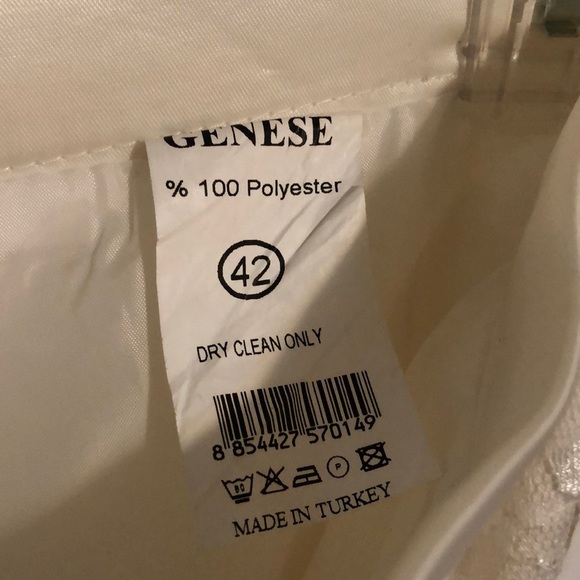 GENESE
% 100 Polyester
42
DRY CLEAN ONLY
8 854427 570149
P
MADE IN TURKEY